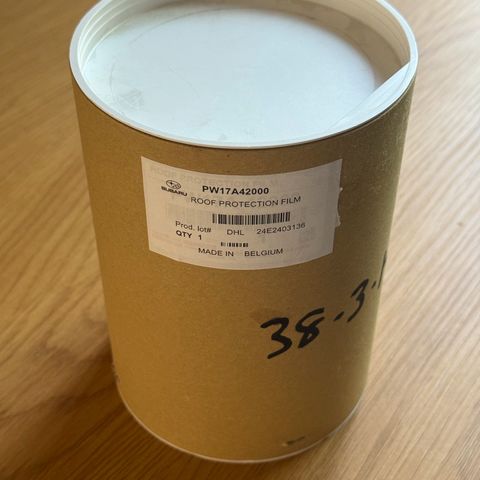 PW17A42000
SUBARU
ROOF PROTECTION FILM
Prod. lot# DHL 24E2403136
QTY 1
MADE IN BELGIUM
38-3.